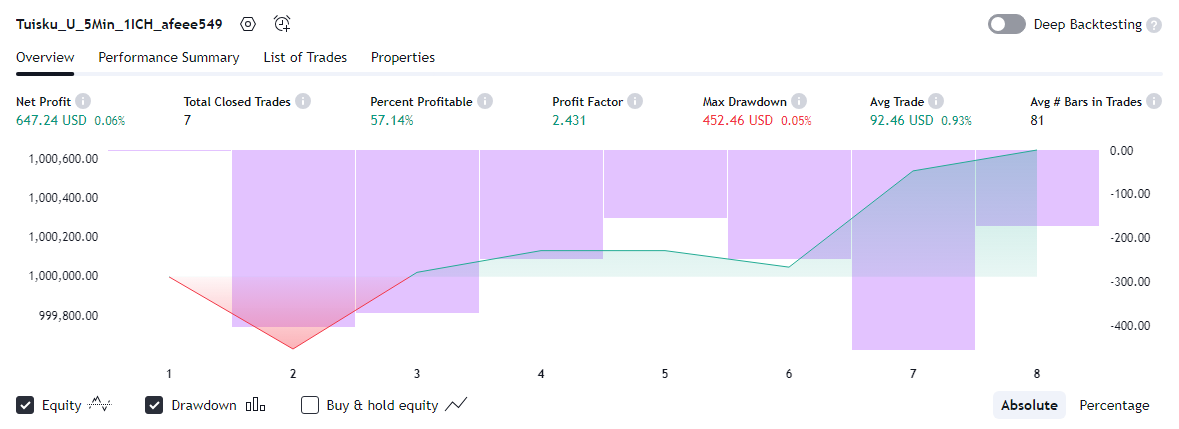 Tuisku_U_5Min_1ICH_afeee549 Deep Backtesting ?
Overview Performance Summary List of Trades Properties
Net Profit i Total Closed Trades i Percent Profitable i Profit Factor i Max Drawdown i Avg Trade i Avg # Bars in Trades i
647.24 USD 0.06% 7 57.14% 2.431 452.46 USD 0.05% 92.46 USD 0.93% 81
1,000,600.00 0.00
1,000,400.00 -100.00
1,000,200.00 -200.00
1,000,000.00 -300.00
999,800.00 -400.00
1 2 3 4 5 6 7 8
Equity Drawdown Buy & hold equity Absolute Percentage